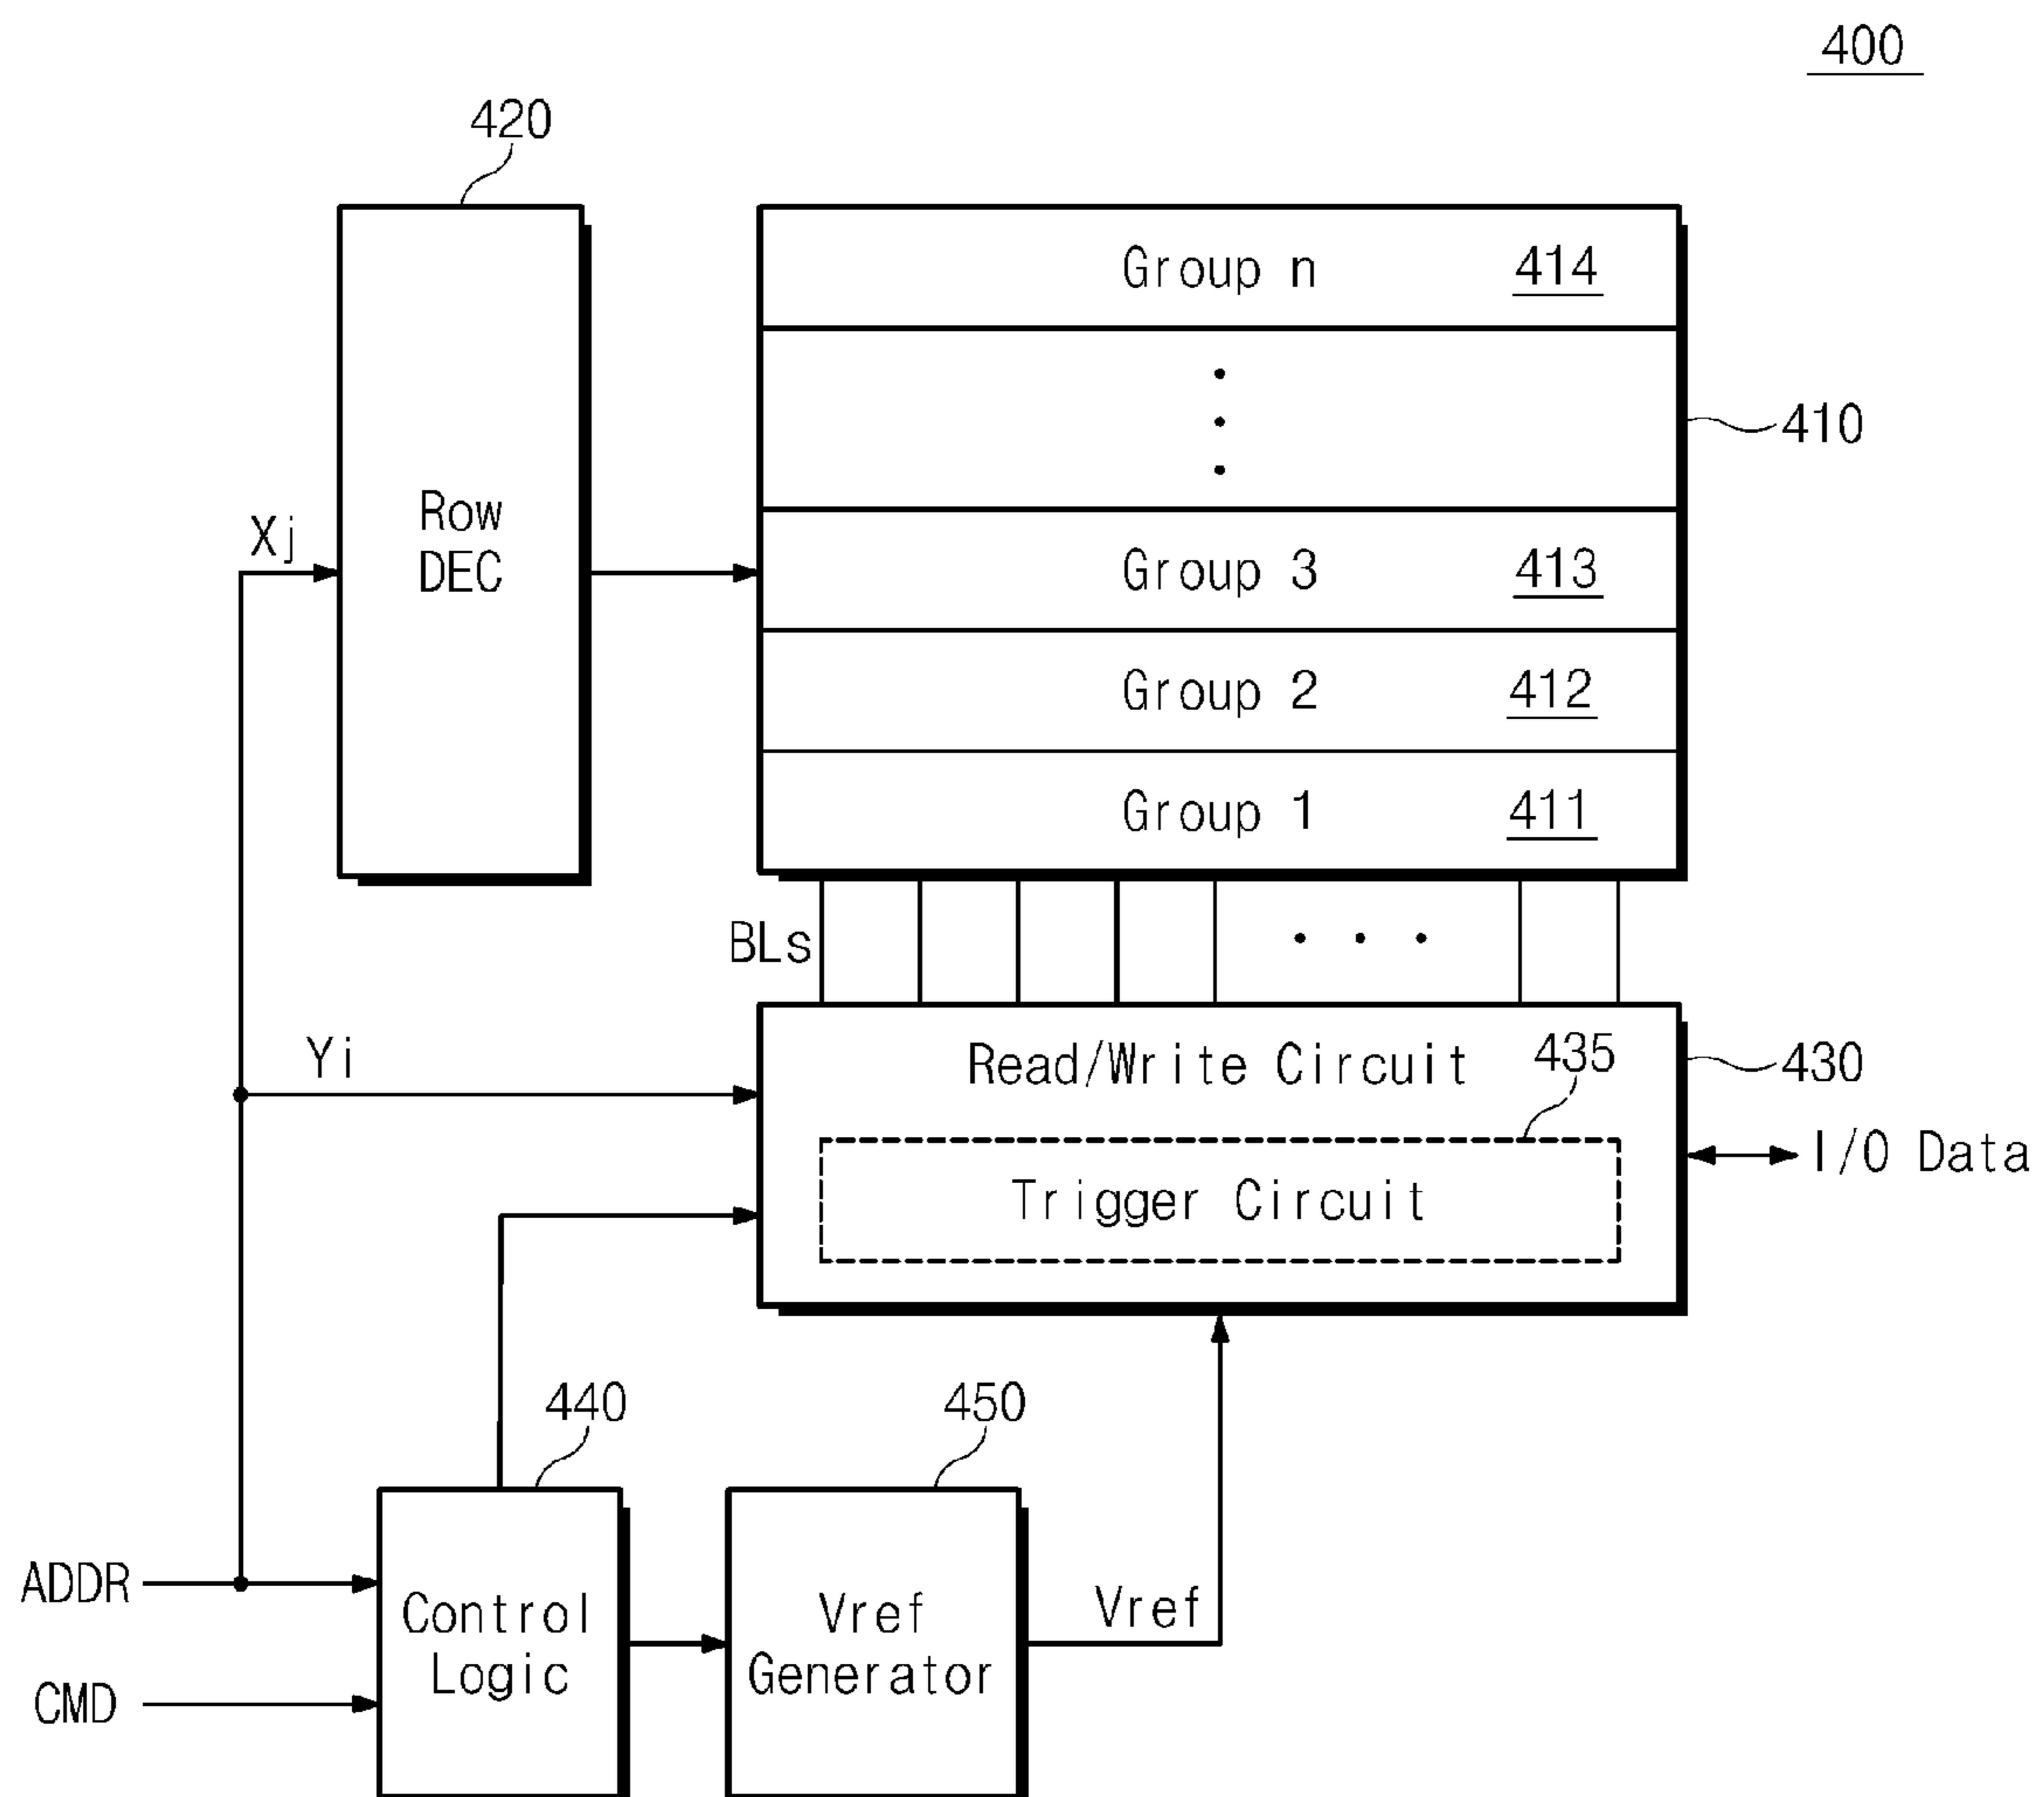 400
420
Group n 414
410
Row
DEC
Xj
Group 3 413
Group 2 412
Group 1 411
BLs
Yi
Read/Write Circuit
435
430
Trigger Circuit
I/O Data
440
450
ADDR
CMD
Control
Logic
Vref
Generator
Vref